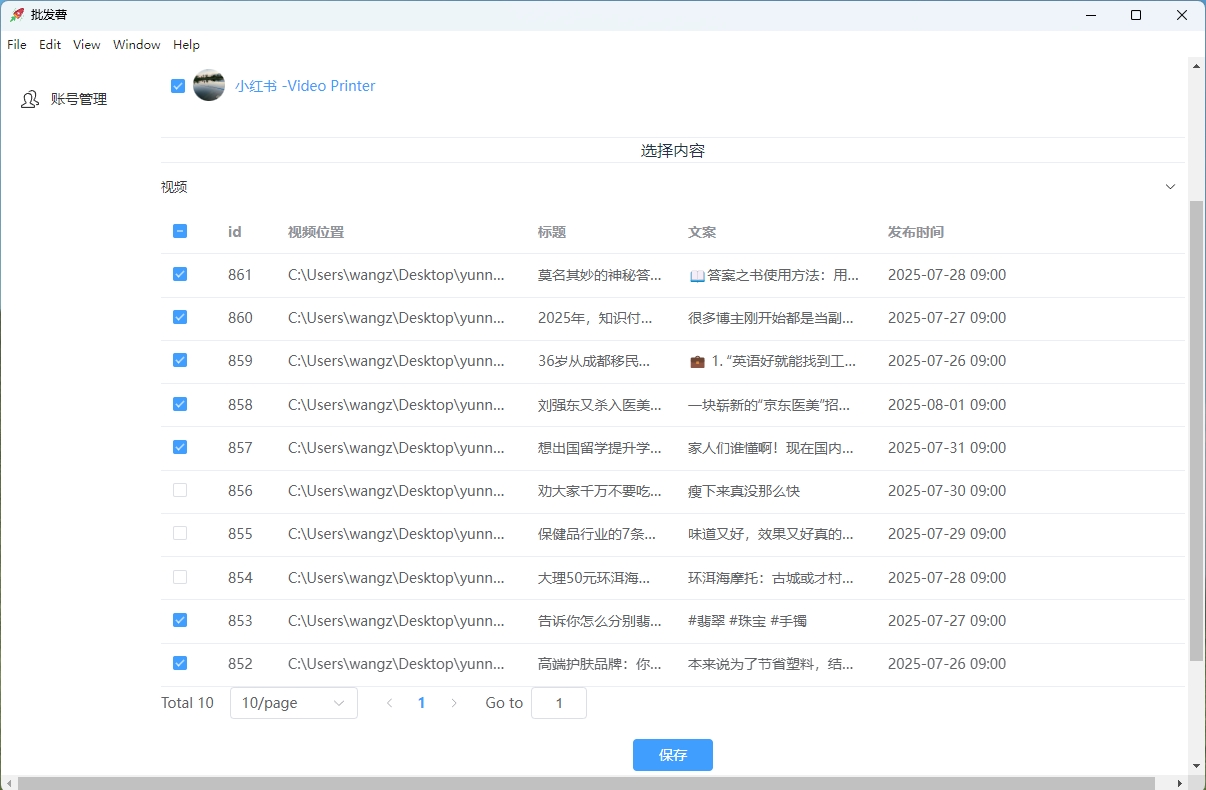 批发替
File Edit View Window Help
小红书 -Video Printer
账号管理
选择内容
视频
id 视频位置 标题 文案 发布时间
861 C:\Users\wangz\Desktop\yunn... 莫名其妙的神秘答... 📖答案之书使用方法：用... 2025-07-28 09:00
860 C:\Users\wangz\Desktop\yunn... 2025年，知识付... 很多博主刚开始都是当副... 2025-07-27 09:00
859 C:\Users\wangz\Desktop\yunn... 36岁从成都移民... 💼 1. “英语好就能找到工... 2025-07-26 09:00
858 C:\Users\wangz\Desktop\yunn... 刘强东又杀入医美... 一块崭新的“京东医美”招... 2025-08-01 09:00
857 C:\Users\wangz\Desktop\yunn... 想出国留学提升学... 家人们谁懂啊！现在国内... 2025-07-31 09:00
856 C:\Users\wangz\Desktop\yunn... 劝大家千万不要吃... 瘦下来真没那么快 2025-07-30 09:00
855 C:\Users\wangz\Desktop\yunn... 保健品行业的7条... 味道又好，效果又好真的... 2025-07-29 09:00
854 C:\Users\wangz\Desktop\yunn... 大理50元环洱海... 环洱海摩托：古城或才村... 2025-07-28 09:00
853 C:\Users\wangz\Desktop\yunn... 告诉你怎么分别翡... #翡翠 #珠宝 #手镯 2025-07-27 09:00
852 C:\Users\wangz\Desktop\yunn... 高端护肤品牌：你... 本来说为了节省塑料，结... 2025-07-26 09:00
Total 10 10/page 1 Go to 1
保存